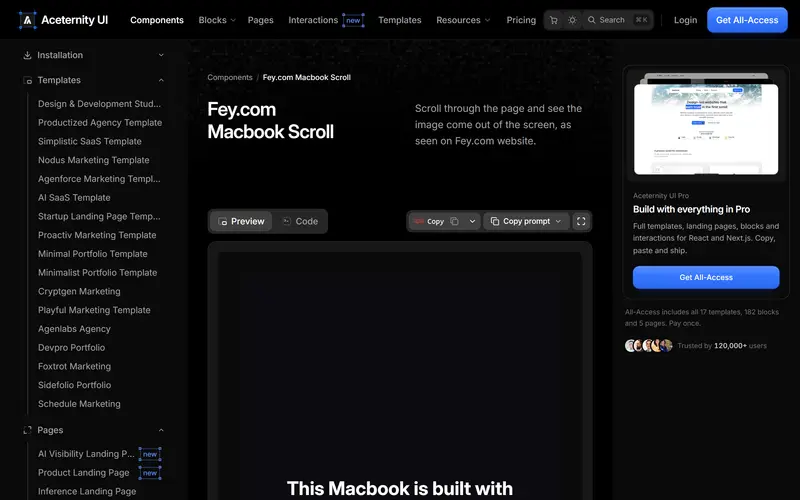 Aceternity UI
Components
Blocks
Pages
Interactions
new
Templates
Resources
Pricing
Search
⌘ K
Login
Get All-Access
Installation
Templates
Design & Development Stud...
Productized Agency Template
Simplistic SaaS Template
Nodus Marketing Template
Agenforce Marketing Templ...
AI SaaS Template
Startup Landing Page Temp...
Proactiv Marketing Template
Minimal Portfolio Template
Minimalist Portfolio Template
Cryptgen Marketing
Playful Marketing Template
Agenlabs Agency
Devpro Portfolio
Foxtrot Marketing
Sidefolio Portfolio
Schedule Marketing
Pages
AI Visibility Landing P...
new
Product Landing Page
new
Inference Landing Page
Components / Fey.com Macbook Scroll
Fey.com
Macbook Scroll
Scroll through the page and see the
image come out of the screen, as
seen on Fey.com website.
Preview
Code
Copy
Copy prompt
This Macbook is built with
Aceternity UI Pro
Build with everything in Pro
Full templates, landing pages, blocks and
interactions for React and Next.js. Copy,
paste and ship.
Get All-Access
All-Access includes all 17 templates, 182 blocks
and 5 pages. Pay once.
Trusted by 120,000+ users